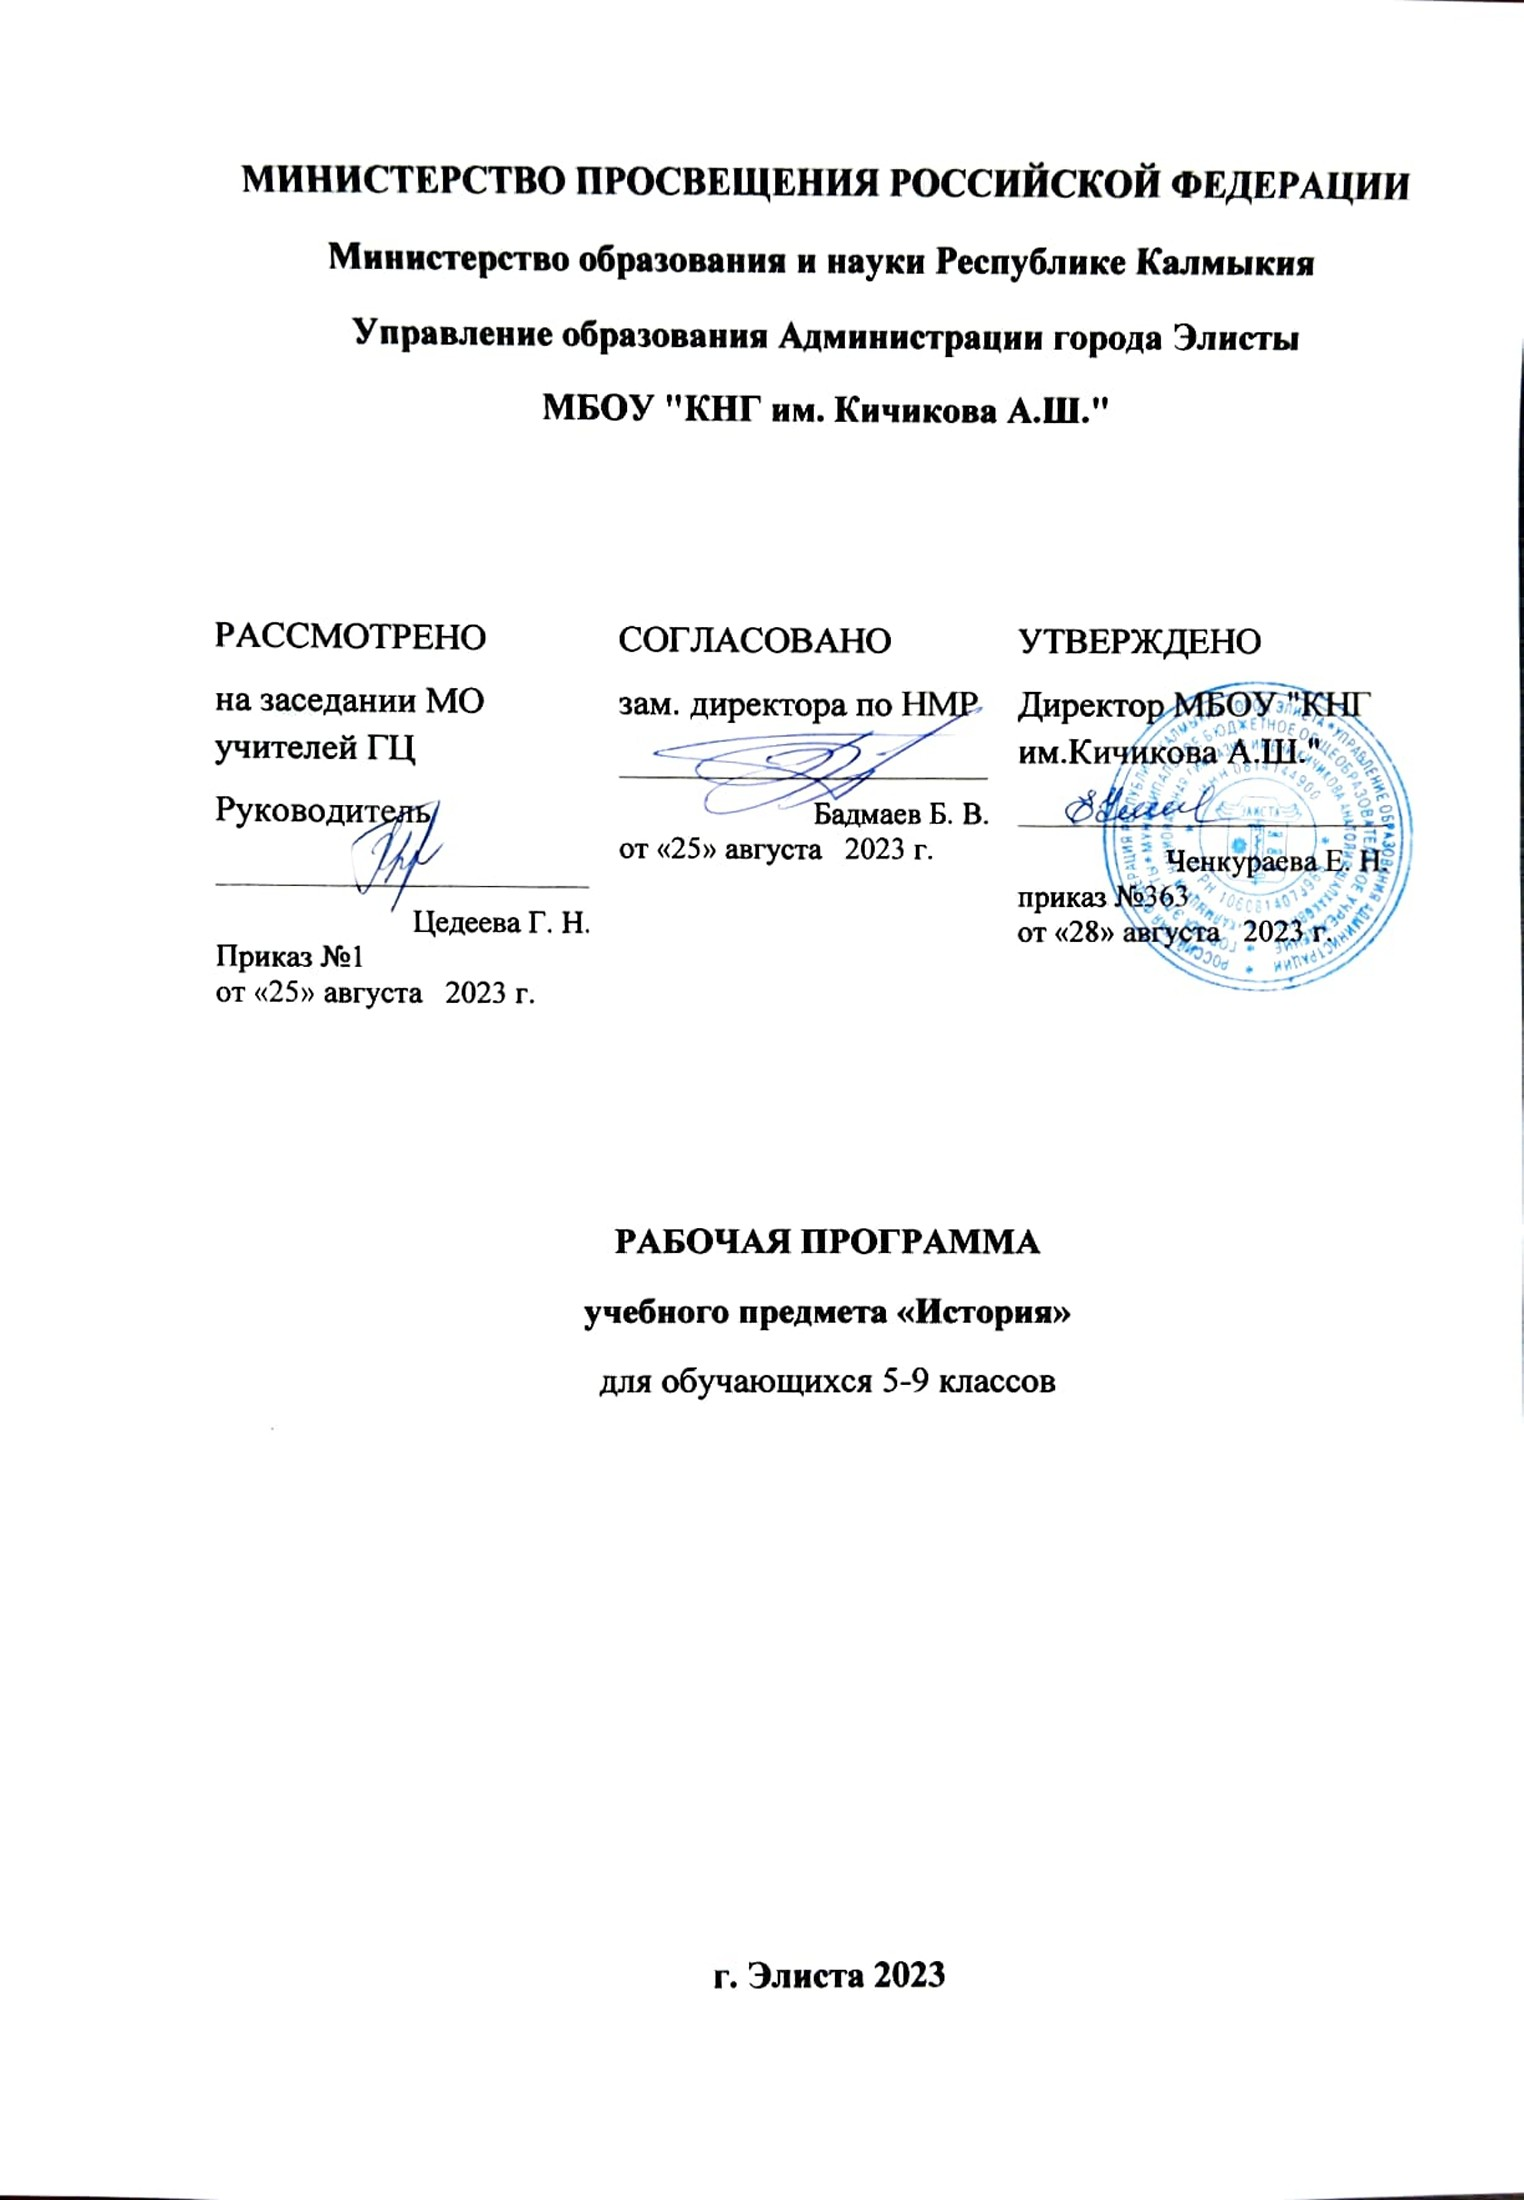 МИНИСТЕРСТВО ПРОСВЕЩЕНИЯ РОССИЙСКОЙ ФЕДЕРАЦИИ
Министерство образования и науки Республике Калмыкия
Управление образования Администрации города Элисты
МБОУ "КНГ им. Кичикова А.Ш."
РАССМОТРЕНО
на заседании МО
учителей ГЦ
Руководитель
Цедеева Г. Н.
Приказ №1
от «25» августа 2023 г.
СОГЛАСОВАНО
зам. директора по НМР
Бадмаев Б. В.
от «25» августа 2023 г.
УТВЕРЖДЕНО
Директор МБОУ "КНГ
им.Кичикова А.Ш."
Ченкураева Е. Н.
приказ №363
от «28» августа 2023 г.
РАБОЧАЯ ПРОГРАММА
учебного предмета «История»
для обучающихся 5-9 классов
г. Элиста 2023